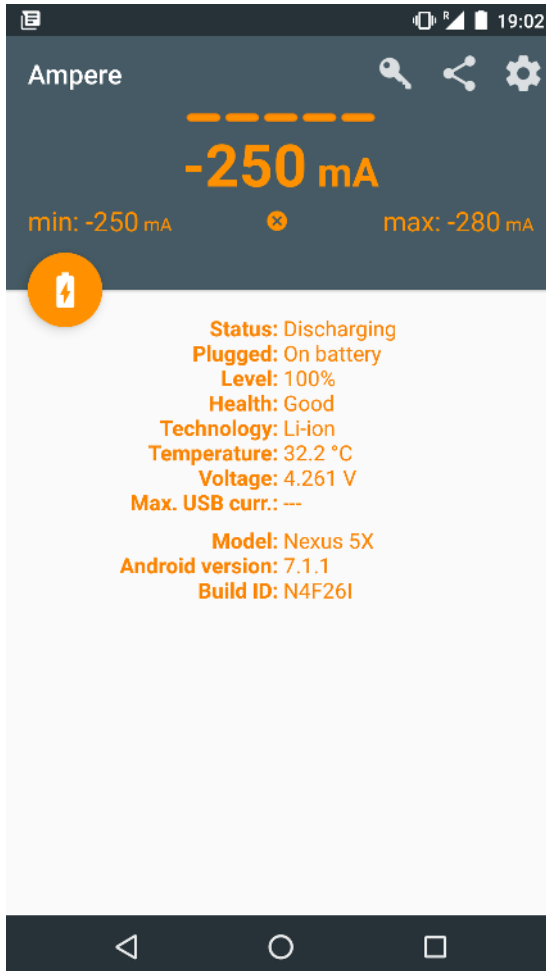 R 19:02
Ampere
-250 mA
min: -250 mA max: -280 mA
Status: Discharging
Plugged: On battery
Level: 100%
Health: Good
Technology: Li-ion
Temperature: 32.2 °C
Voltage: 4.261 V
Max. USB curr.: ---
Model: Nexus 5X
Android version: 7.1.1
Build ID: N4F26I